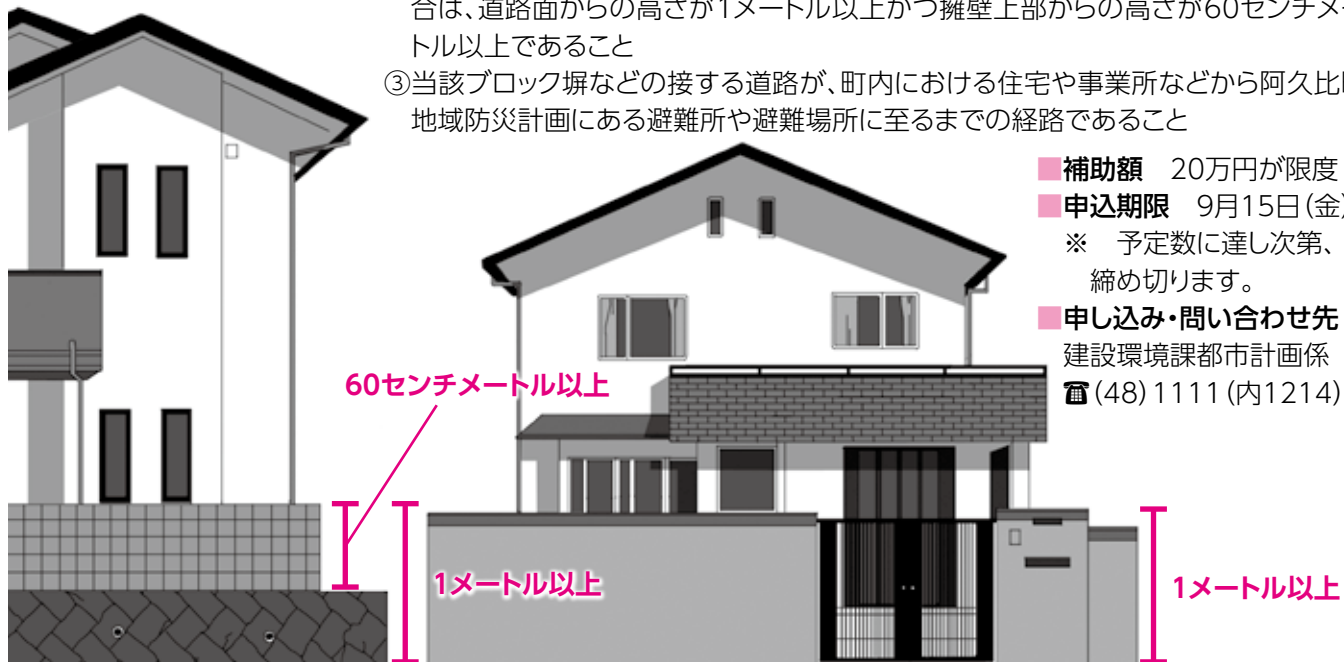 合は、道路面からの高さが1メートル以上かつ擁壁上部からの高さが60センチメー
トル以上であること
③当該ブロック塀などの接する道路が、町内における住宅や事業所などから阿久比
地域防災計画にある避難所や避難場所に至るまでの経路であること
■補助額　20万円が限度
■申込期限　9月15日(金)
※　予定数に達し次第、
締め切ります。
■申し込み・問い合わせ先
建設環境課都市計画係
☎(48)1111(内1214)
60センチメートル以上
1メートル以上
1メートル以上